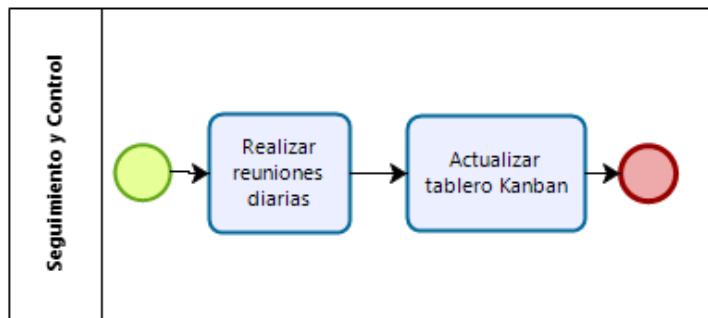 Seguimiento y Control
Realizar
reuniones
diarias
Actualizar
tablero Kanban